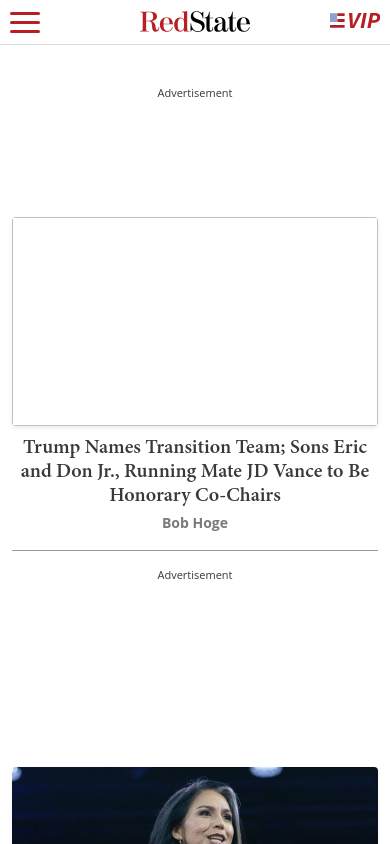 RedState
VIP
Advertisement
Trump Names Transition Team; Sons Eric
and Don Jr., Running Mate JD Vance to Be
Honorary Co-Chairs
Bob Hoge
Advertisement